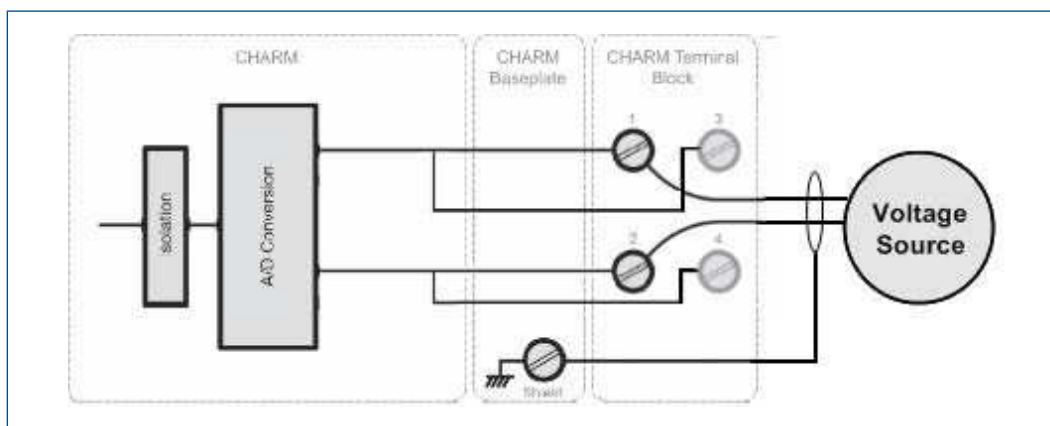 CHARM
CHARM
Baseplate
CHARM Terminal
Block
1
3
Isolation
A/D Conversion
Voltage
Source
2
4
Shield